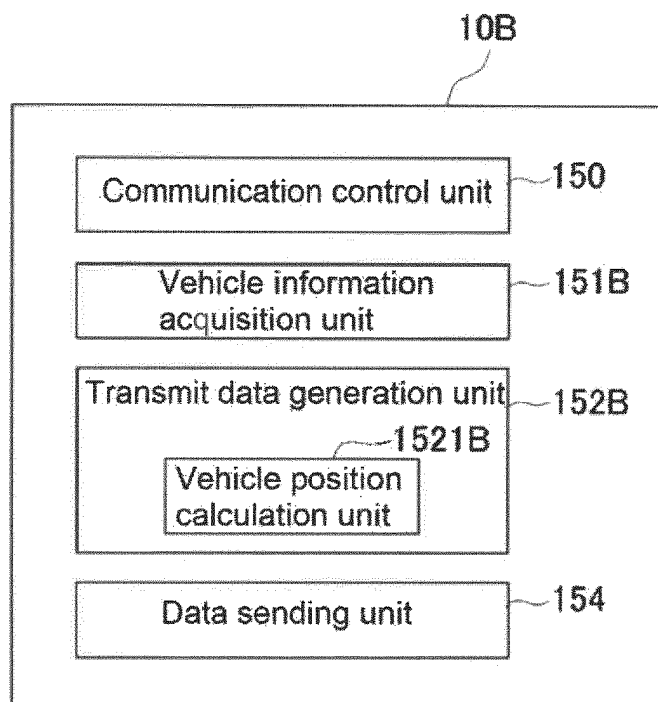 10B
Communication control unit
150
Vehicle information
acquisition unit
151B
Transmit data generation unit
152B
1521B
Vehicle position
calculation unit
Data sending unit
154